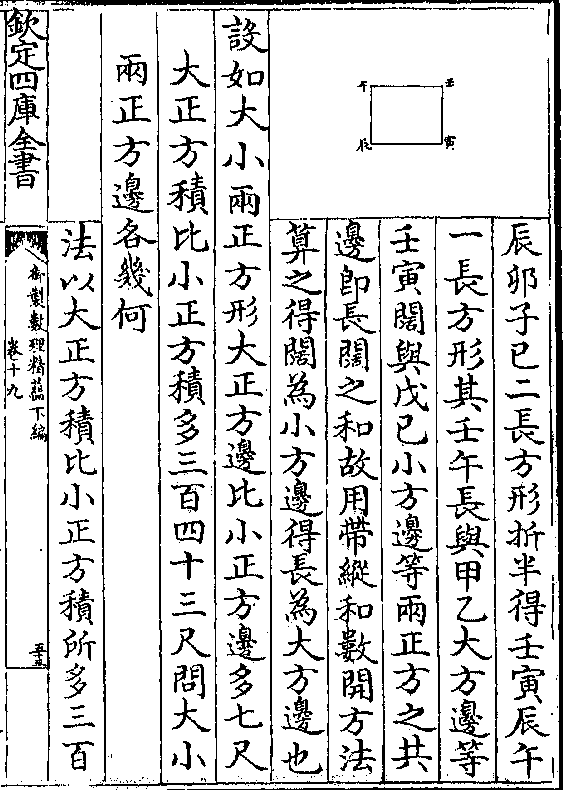 壬
午
寅
辰
辰卯子巳二長方形折半得壬寅辰午
一長方形其壬午長與甲乙大方邊等
壬寅闊與戊己小方邊等兩正方之共
邊即長闊之和故用帶縱和數開方法
算之得闊為小方邊得長為大方邊也
設如大小兩正方形大正方邊比小正方邊多七尺
大正方積比小正方積多三百四十三尺問大小
兩正方邊各幾何
法以大正方積比小正方積所多三百
欽定四庫全書
御製數理精蘊下編
卷十九